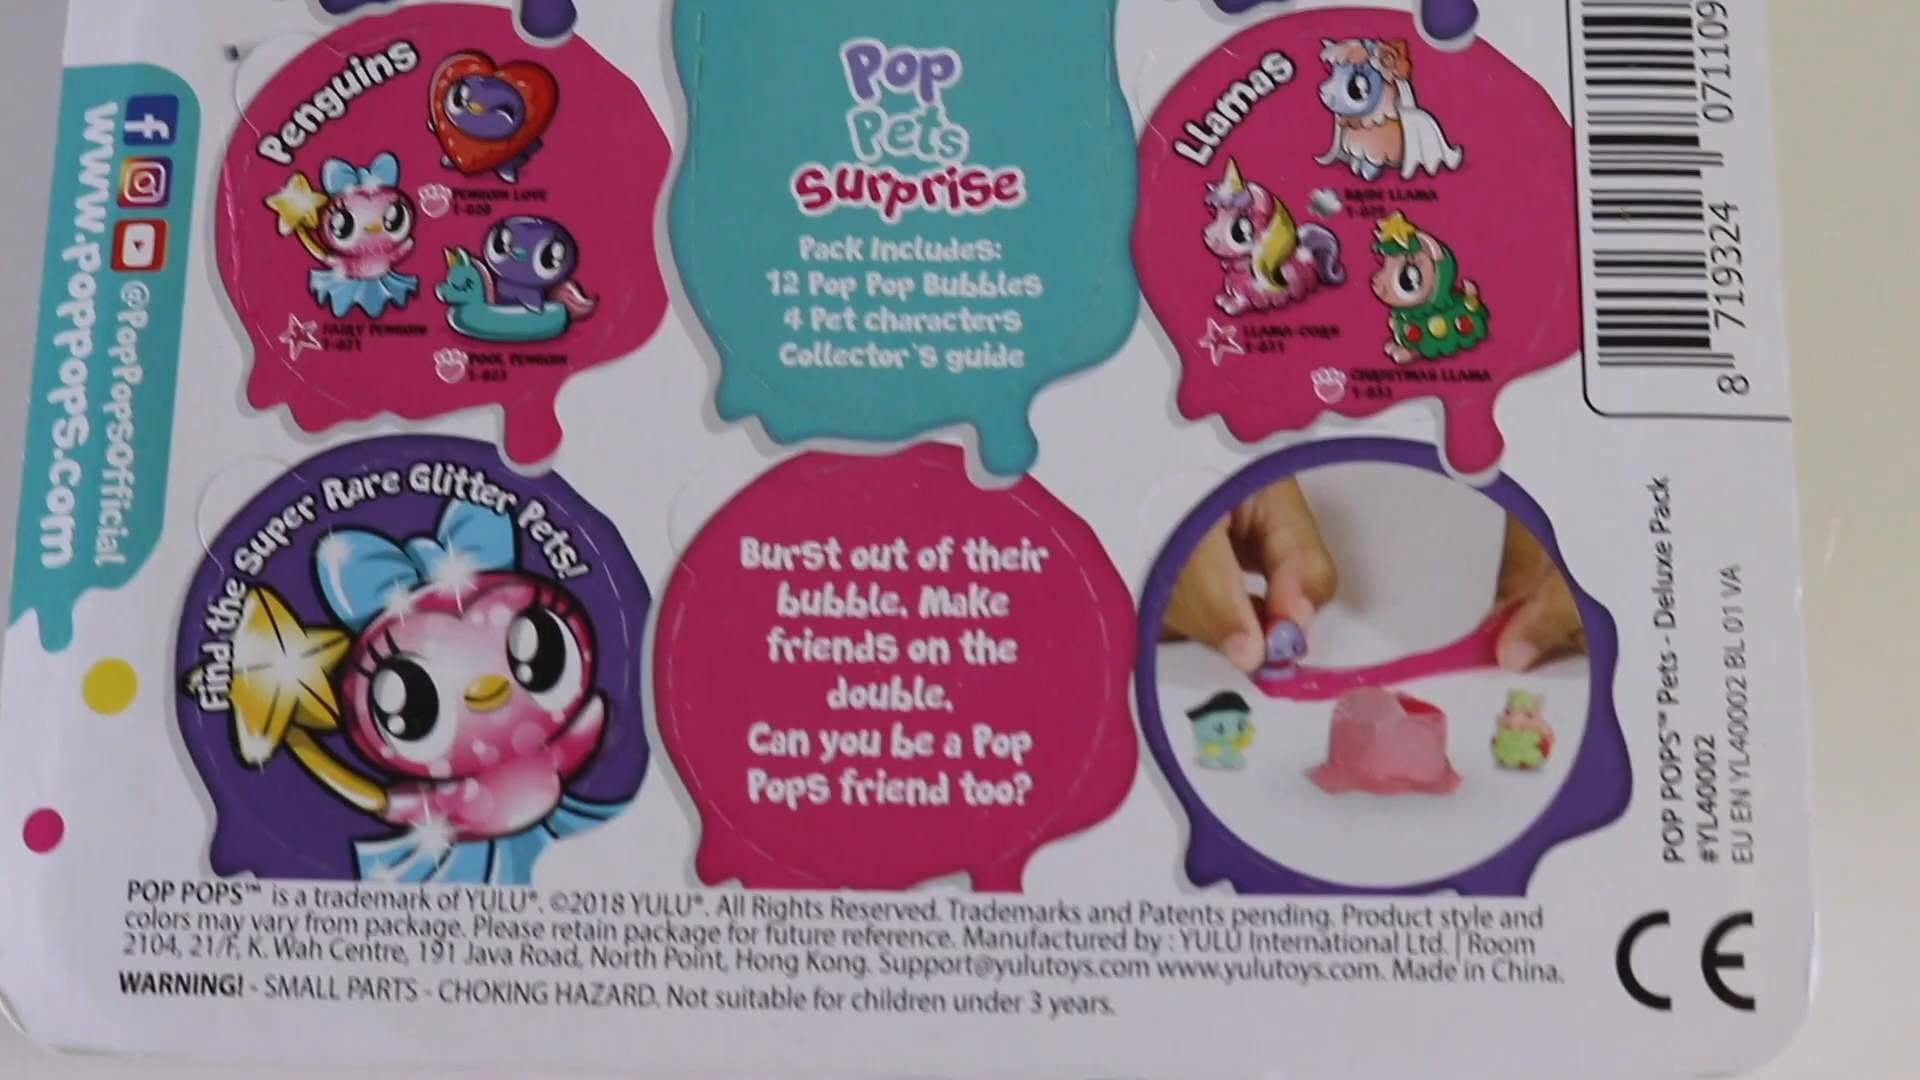 www.poppops.com
@PopPopsOfficial
Penguins
PENGUIN LOVE
1-020
FAIRY PENGUIN
1-021
POOL PENGUIN
1-023
Pop
Pets
Surprise
Pack Includes:
12 Pop Pop Bubbles
4 Pet characters
Collector's guide
Llamas
BRIDE LLAMA
LLAMA-CORN
1-031
CHRISTMAS LLAMA
1-033
8 719324 071109
Find the Super Rare Glitter Pets!
Burst out of their
bubble. Make
friends on the
double.
Can you be a Pop
Pops friend too?
POP POPS™ Pets - Deluxe Pack
#YL40002
EU EN YL40002 BL 01 VA
POP POPS™ is a trademark of YULU®. ©2018 YULU®. All Rights Reserved. Trademarks and Patents pending. Product style and
colors may vary from package. Please retain package for future reference. Manufactured by : YULU International Ltd. | Room
2104, 21/F, K. Wah Centre, 191 Java Road, North Point, Hong Kong. Support@yulutoys.com www.yulutoys.com. Made in China.
WARNING! - SMALL PARTS - CHOKING HAZARD. Not suitable for children under 3 years.
CE